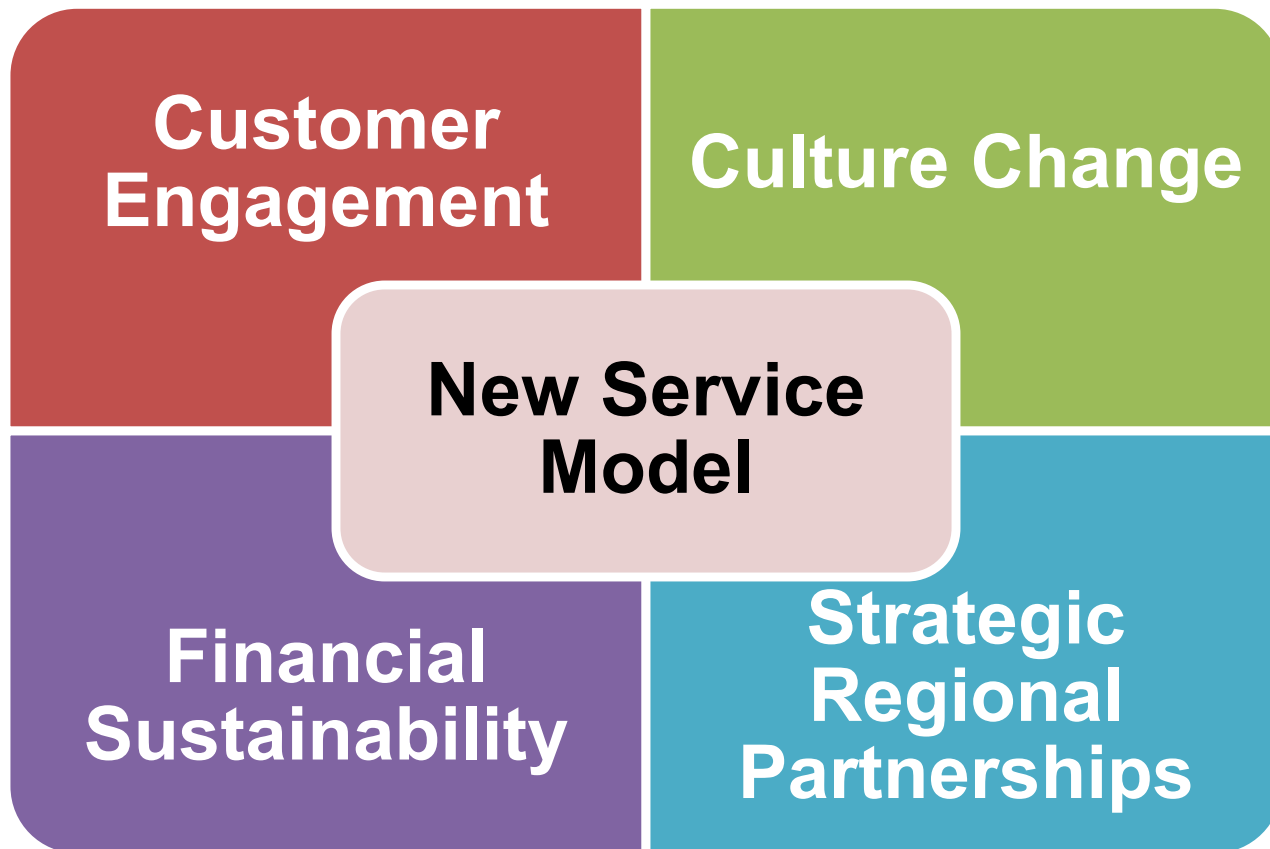 Customer
Engagement
Culture Change
New Service
Model
Financial
Sustainability
Strategic
Regional
Partnerships